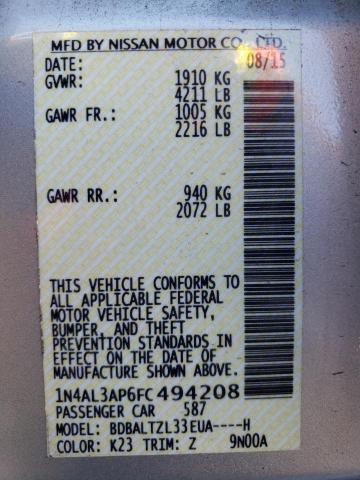 MFD BY NISSAN MOTOR CO., LTD.
DATE: 08/15
GVWR: 1910 KG
4211 LB
GAWR FR.: 1005 KG
2216 LB
GAWR RR.: 940 KG
2072 LB
THIS VEHICLE CONFORMS TO
ALL APPLICABLE FEDERAL
MOTOR VEHICLE SAFETY,
BUMPER, AND THEFT
PREVENTION STANDARDS IN
EFFECT ON THE DATE OF
MANUFACTURE SHOWN ABOVE.
1N4AL3AP6FC494208
PASSENGER CAR 587
MODEL: BDBALTZL33EUA----H
COLOR: K23 TRIM: Z 9N00A